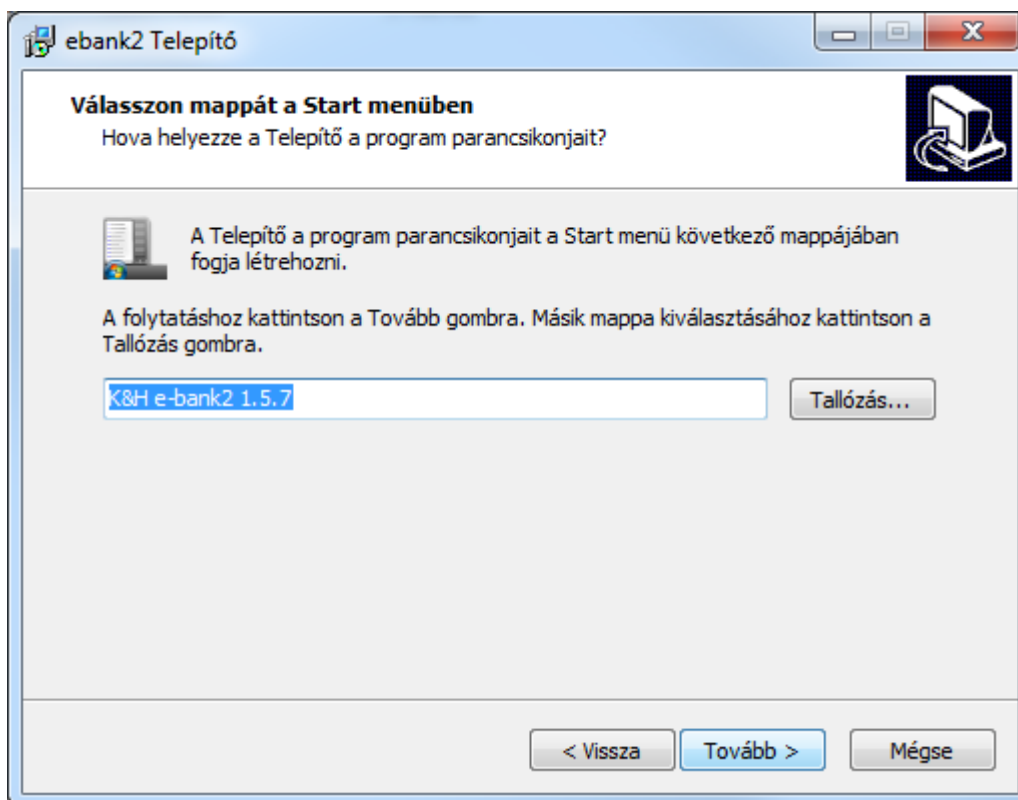 ebank2 Telepítő
Válasszon mappát a Start menüben
Hova helyezze a Telepítő a program parancsikonjait?
A Telepítő a program parancsikonjait a Start menü következő mappájában
fogja létrehozni.
A folytatáshoz kattintson a Tovább gombra. Másik mappa kiválasztásához kattintson a
Tallózás gombra.
K&H e-bank2 1.5.7
Tallózás...
< Vissza
Tovább >
Mégse